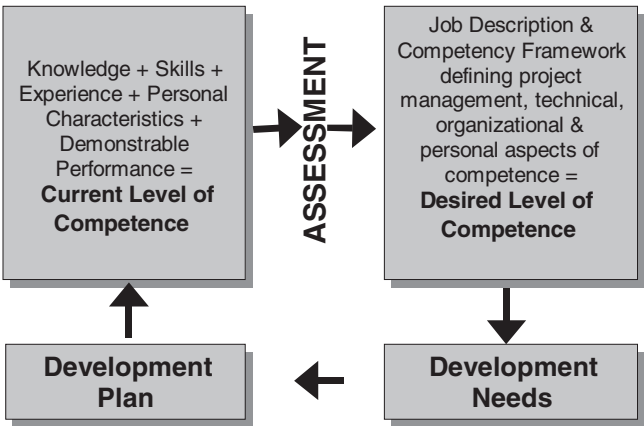 Knowledge + Skills +
Experience + Personal
Characteristics +
Demonstrable
Performance =
Current Level of
Competence
ASSESSMENT
Job Description &
Competency Framework
defining project
management, technical,
organizational &
personal aspects of
competence =
Desired Level of
Competence
Development
Plan
Development
Needs